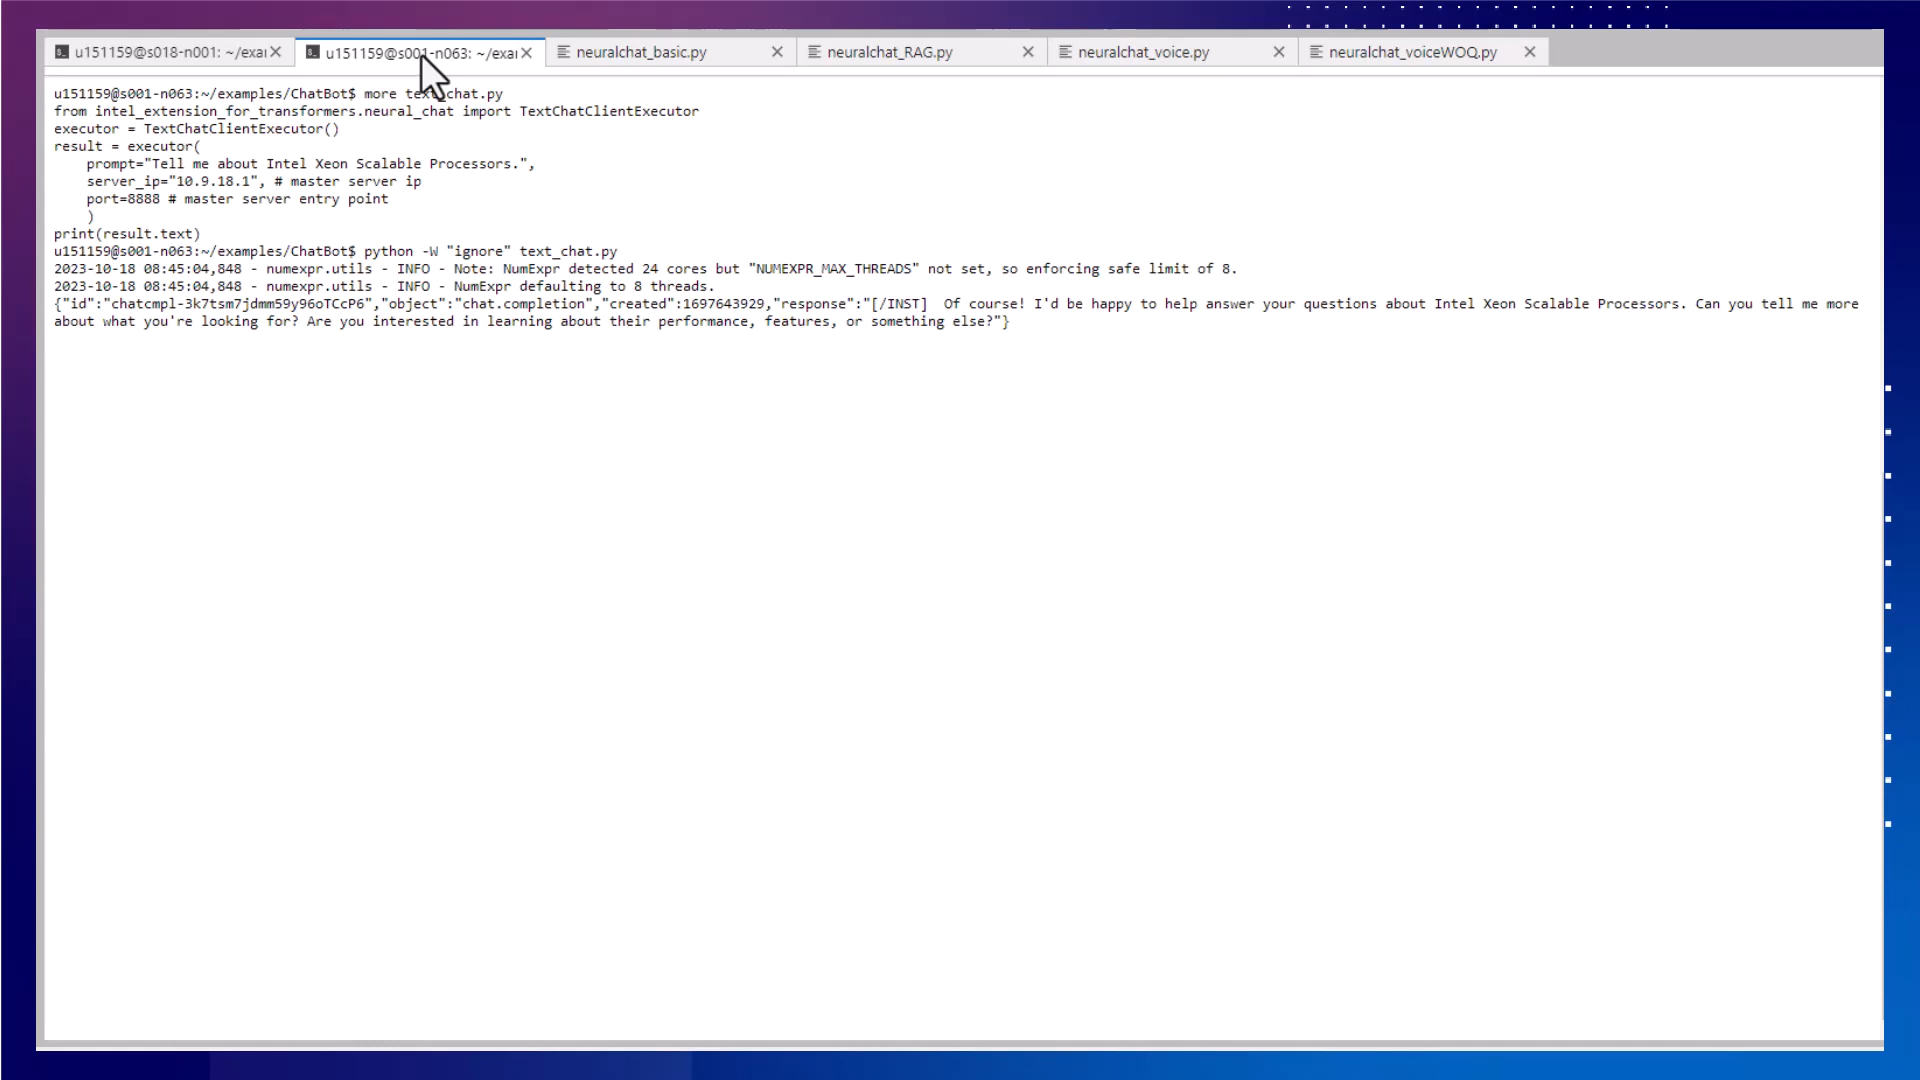 u151159@s018-n001: ~/exai
u151159@s001-n063: ~/exai
neuralchat_basic.py
neuralchat_RAG.py
neuralchat_voice.py
neuralchat_voiceWOQ.py
u151159@s001-n063:~/examples/ChatBot$ more text_chat.py
from intel_extension_for_transformers.neural_chat import TextChatClientExecutor
executor = TextChatClientExecutor()
result = executor(
    prompt="Tell me about Intel Xeon Scalable Processors.",
    server_ip="10.9.18.1", # master server ip
    port=8888 # master server entry point
    )
print(result.text)
u151159@s001-n063:~/examples/ChatBot$ python -W "ignore" text_chat.py
2023-10-18 08:45:04,848 - numexpr.utils - INFO - Note: NumExpr detected 24 cores but "NUMEXPR_MAX_THREADS" not set, so enforcing safe limit of 8.
2023-10-18 08:45:04,848 - numexpr.utils - INFO - NumExpr defaulting to 8 threads.
{"id":"chatcmpl-3k7tsm7jdmm59y96oTCcP6","object":"chat.completion","created":1697643929,"response":"[/INST]  Of course! I'd be happy to help answer your questions about Intel Xeon Scalable Processors. Can you tell me more
about what you're looking for? Are you interested in learning about their performance, features, or something else?"}